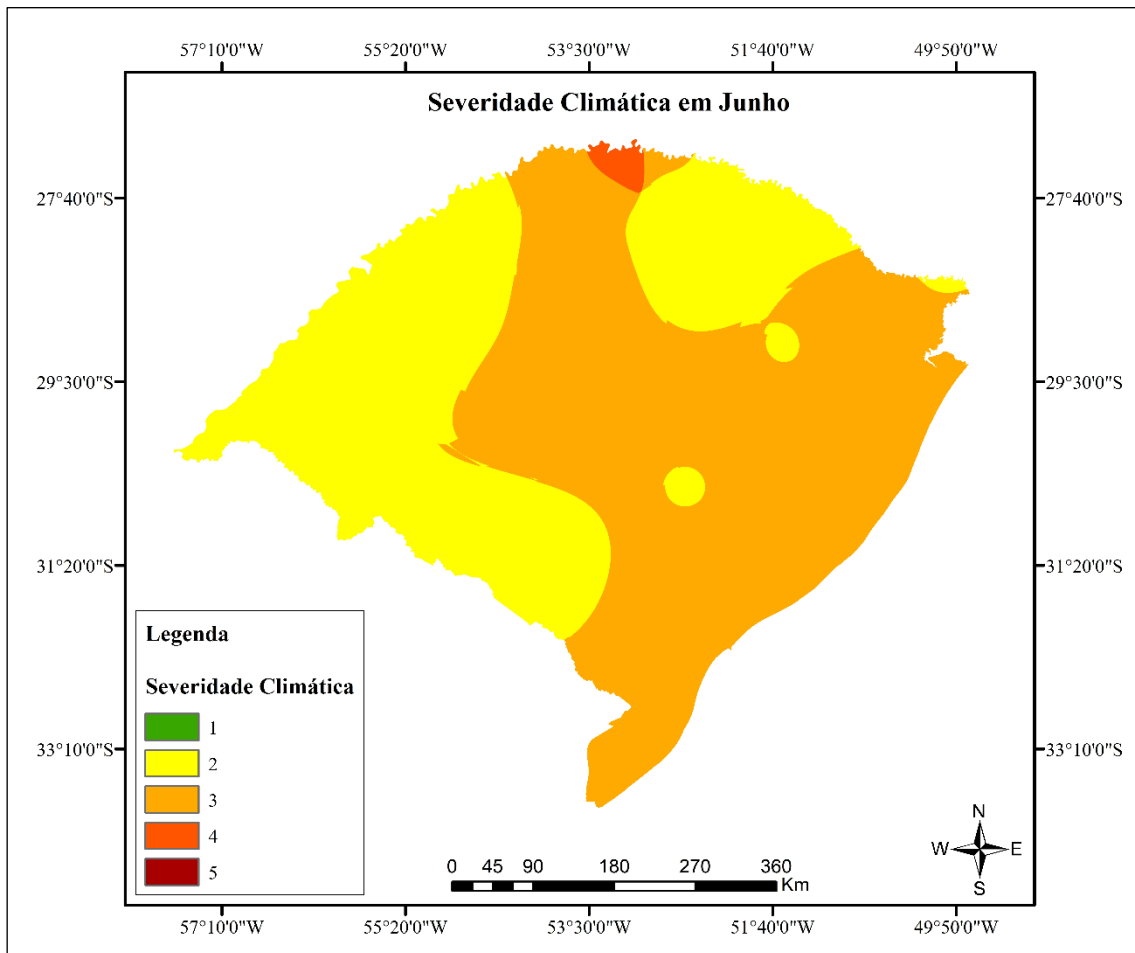 57°10'0"W 55°20'0"W 53°30'0"W 51°40'0"W 49°50'0"W
Severidade Climática em Junho
27°40'0"S 27°40'0"S
29°30'0"S 29°30'0"S
31°20'0"S 31°20'0"S
33°10'0"S 33°10'0"S
Legenda
Severidade Climática
1
2
3
4
5
N
W E
S
0 45 90 180 270 360
Km
57°10'0"W 55°20'0"W 53°30'0"W 51°40'0"W 49°50'0"W